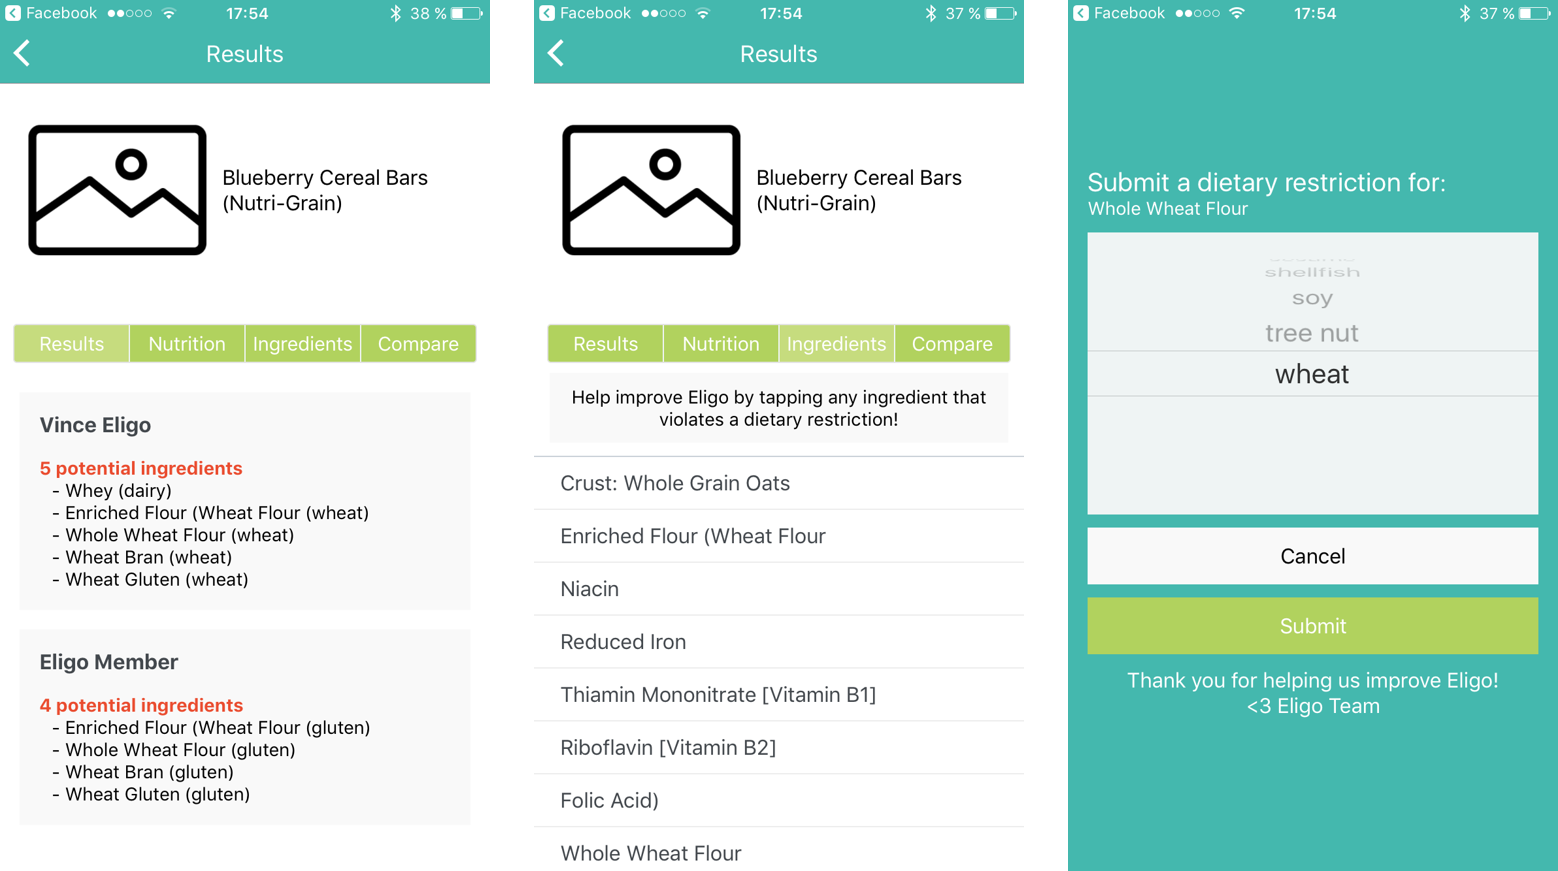 Facebook
17:54
38 %
Results
Blueberry Cereal Bars
(Nutri-Grain)
Results
Nutrition
Ingredients
Compare
Vince Eligo
5 potential ingredients
- Whey (dairy)
- Enriched Flour (Wheat Flour (wheat)
- Whole Wheat Flour (wheat)
- Wheat Bran (wheat)
- Wheat Gluten (wheat)
Eligo Member
4 potential ingredients
- Enriched Flour (Wheat Flour (gluten)
- Whole Wheat Flour (gluten)
- Wheat Bran (gluten)
- Wheat Gluten (gluten)
Facebook
17:54
37 %
Results
Blueberry Cereal Bars
(Nutri-Grain)
Results
Nutrition
Ingredients
Compare
Help improve Eligo by tapping any ingredient that
violates a dietary restriction!
Crust: Whole Grain Oats
Enriched Flour (Wheat Flour
Niacin
Reduced Iron
Thiamin Mononitrate [Vitamin B1]
Riboflavin [Vitamin B2]
Folic Acid)
Whole Wheat Flour
Facebook
17:54
37 %
Submit a dietary restriction for:
Whole Wheat Flour
shellfish
soy
tree nut
wheat
Cancel
Submit
Thank you for helping us improve Eligo!
<3 Eligo Team